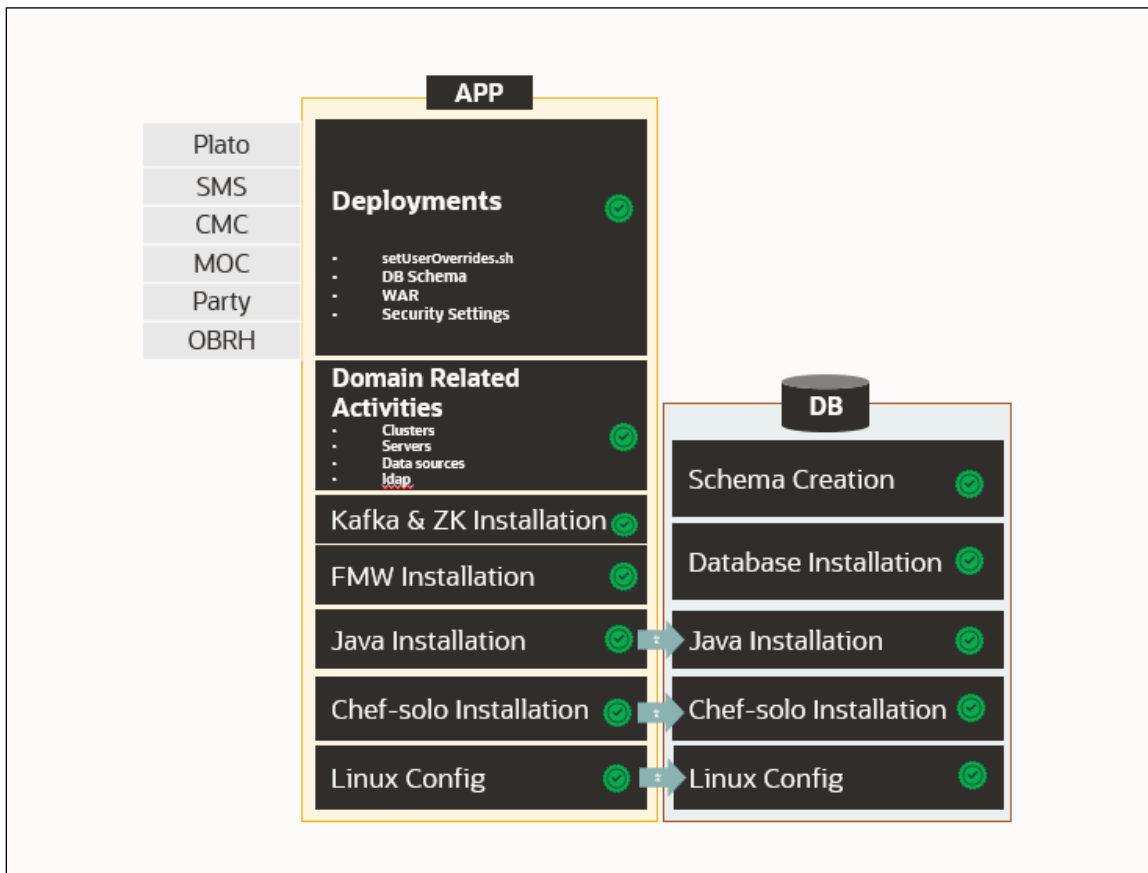 APP
Plato
SMS
CMC
MOC
Party
OBRH
Deployments
setUserOverrides.sh
DB Schema
WAR
Security Settings
Domain Related
Activities
Clusters
Servers
Data sources
ldap
Kafka & ZK Installation
FMW Installation
Java Installation
Chef-solo Installation
Linux Config
DB
Schema Creation
Database Installation
Java Installation
Chef-solo Installation
Linux Config